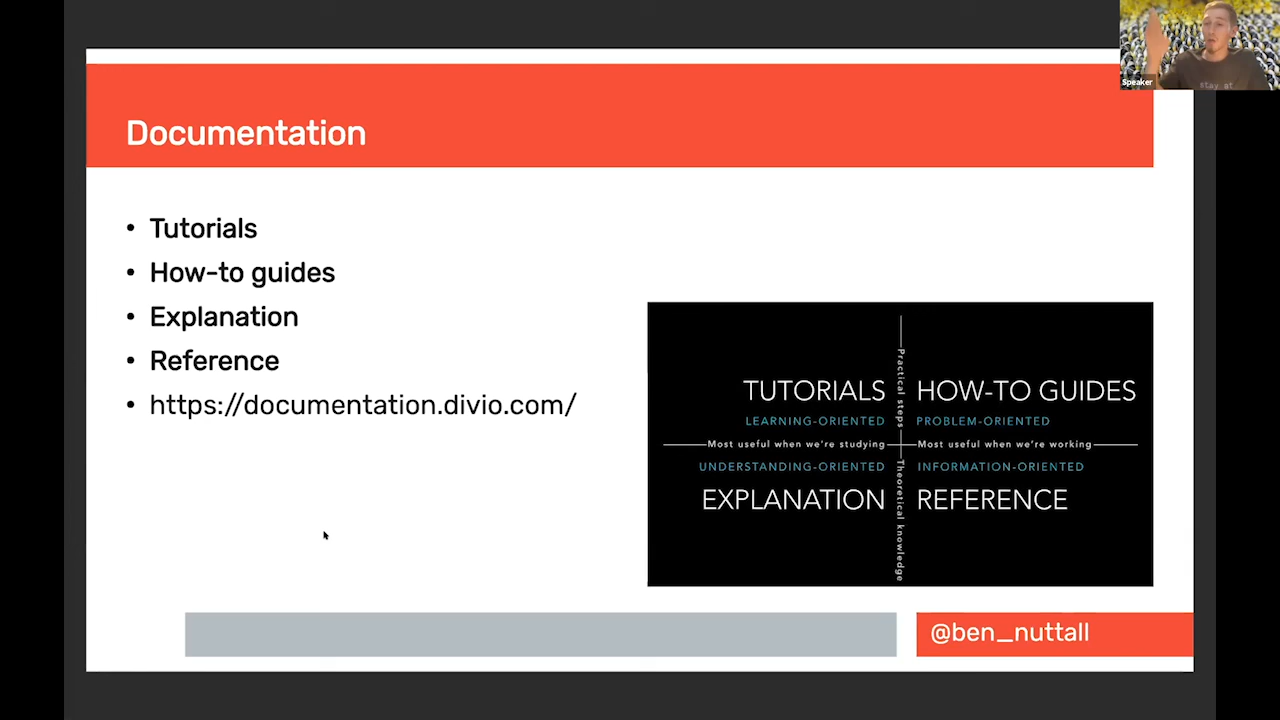 Speaker
stay at
Documentation
• Tutorials
• How-to guides
• Explanation
• Reference
• https://documentation.divio.com/
Practical steps
TUTORIALS
HOW-TO GUIDES
LEARNING-ORIENTED
PROBLEM-ORIENTED
Most useful when we're studying
Most useful when we're working
UNDERSTANDING-ORIENTED
INFORMATION-ORIENTED
EXPLANATION
REFERENCE
Theoretical knowledge
@ben_nuttall